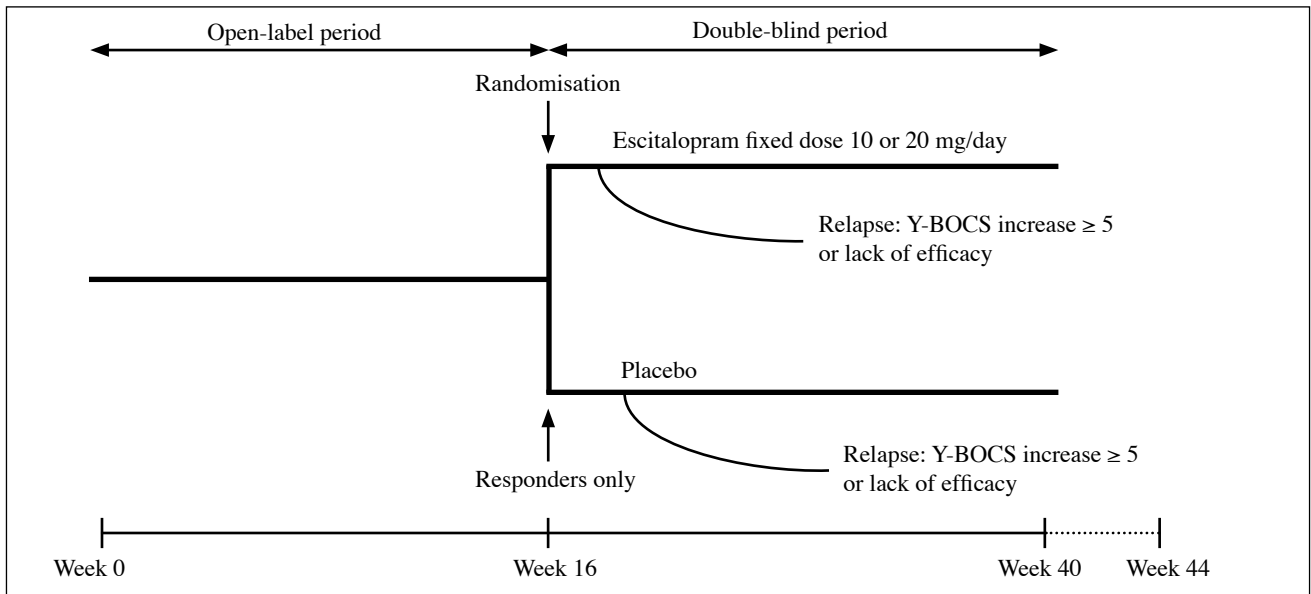 Open-label period
Double-blind period
Randomisation
Escitalopram fixed dose 10 or 20 mg/day
Relapse: Y-BOCS increase ≥ 5
or lack of efficacy
Placebo
Relapse: Y-BOCS increase ≥ 5
or lack of efficacy
Responders only
Week 0
Week 16
Week 40
Week 44